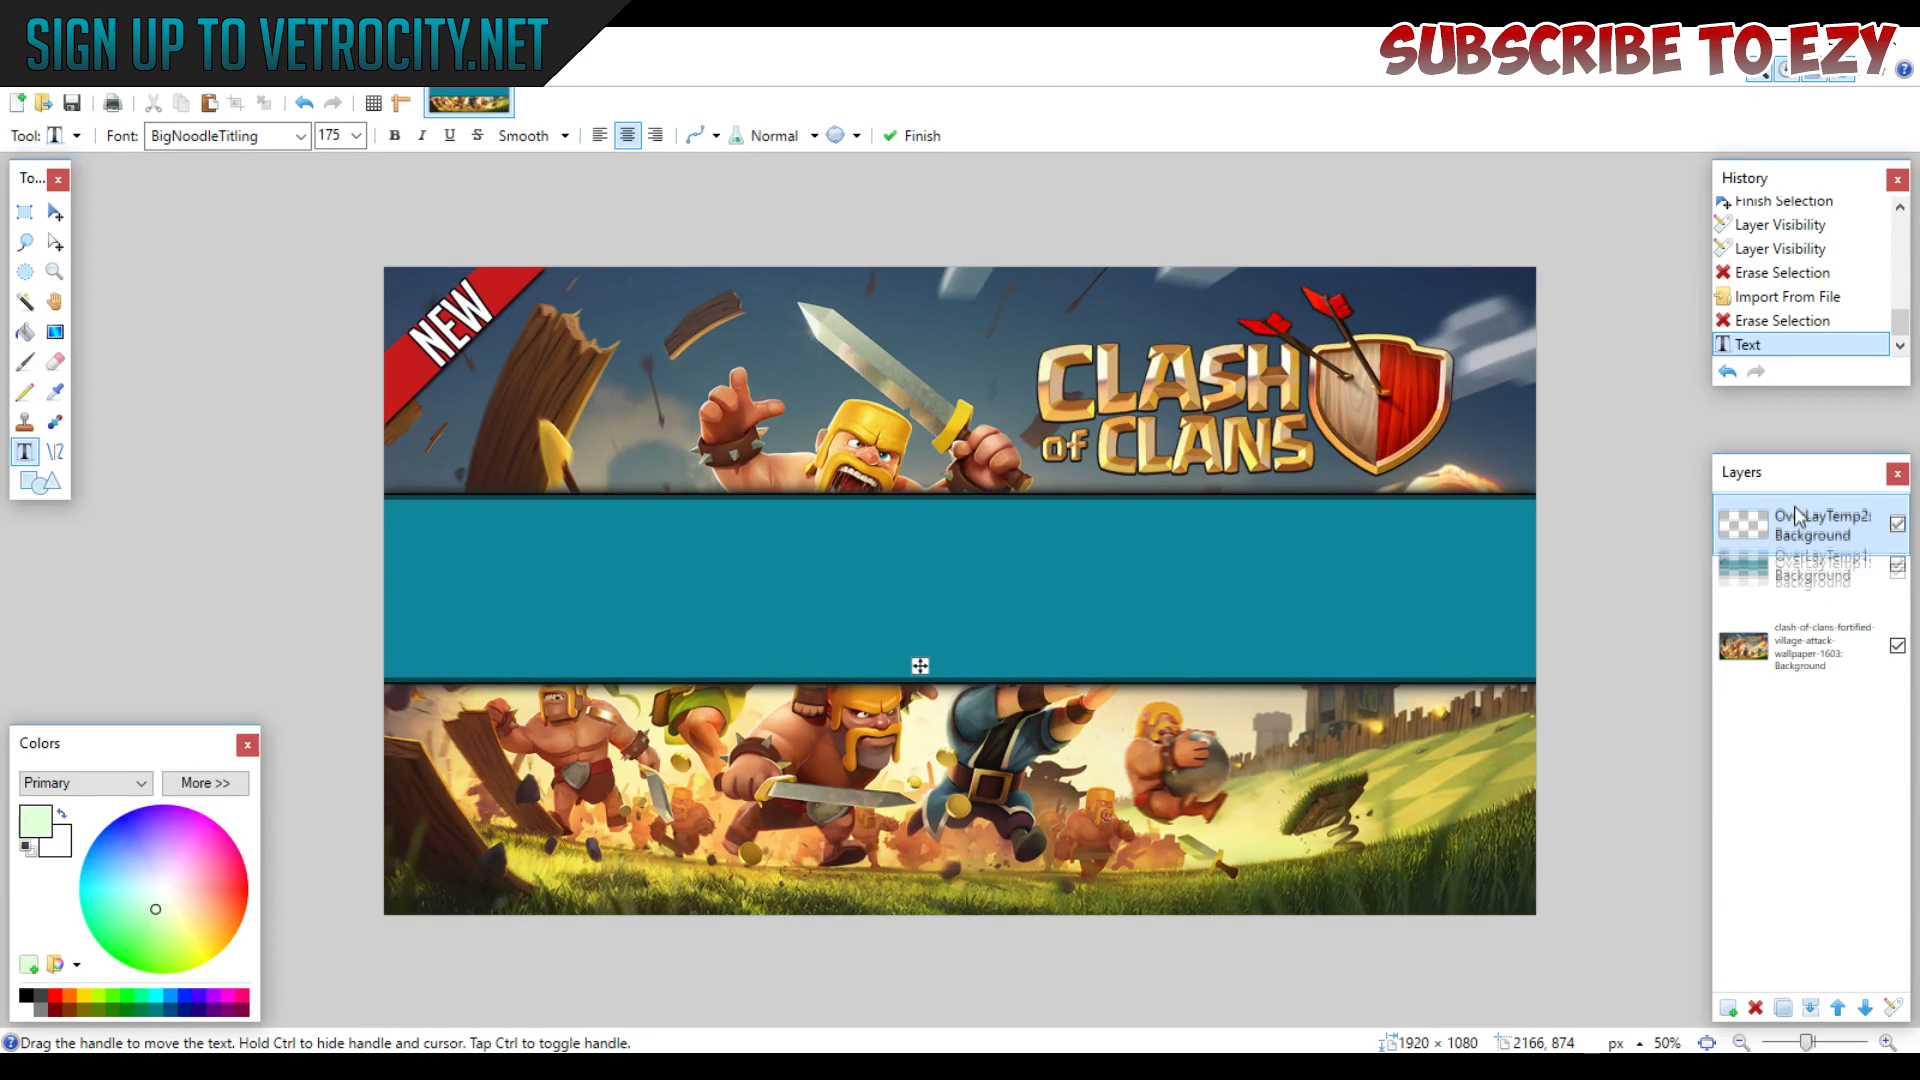 SIGN UP TO VETROCITY.NET
SUBSCRIBE TO EZY
Tool:
Font:
BigNoodleTitling
175
B I U S
Smooth
Normal
Finish
To...
History
Finish Selection
Layer Visibility
Layer Visibility
Erase Selection
Import From File
Erase Selection
Text
NEW
CLASH
of CLANS
Layers
OverLayTemp2:
Background
OverLayTemp1:
Background
clash-of-clans-fortified-
village-attack-
wallpaper-1603:
Background
Colors
Primary
More >>
Drag the handle to move the text. Hold Ctrl to hide handle and cursor. Tap Ctrl to toggle handle.
1920 × 1080
2166, 874
px
50%